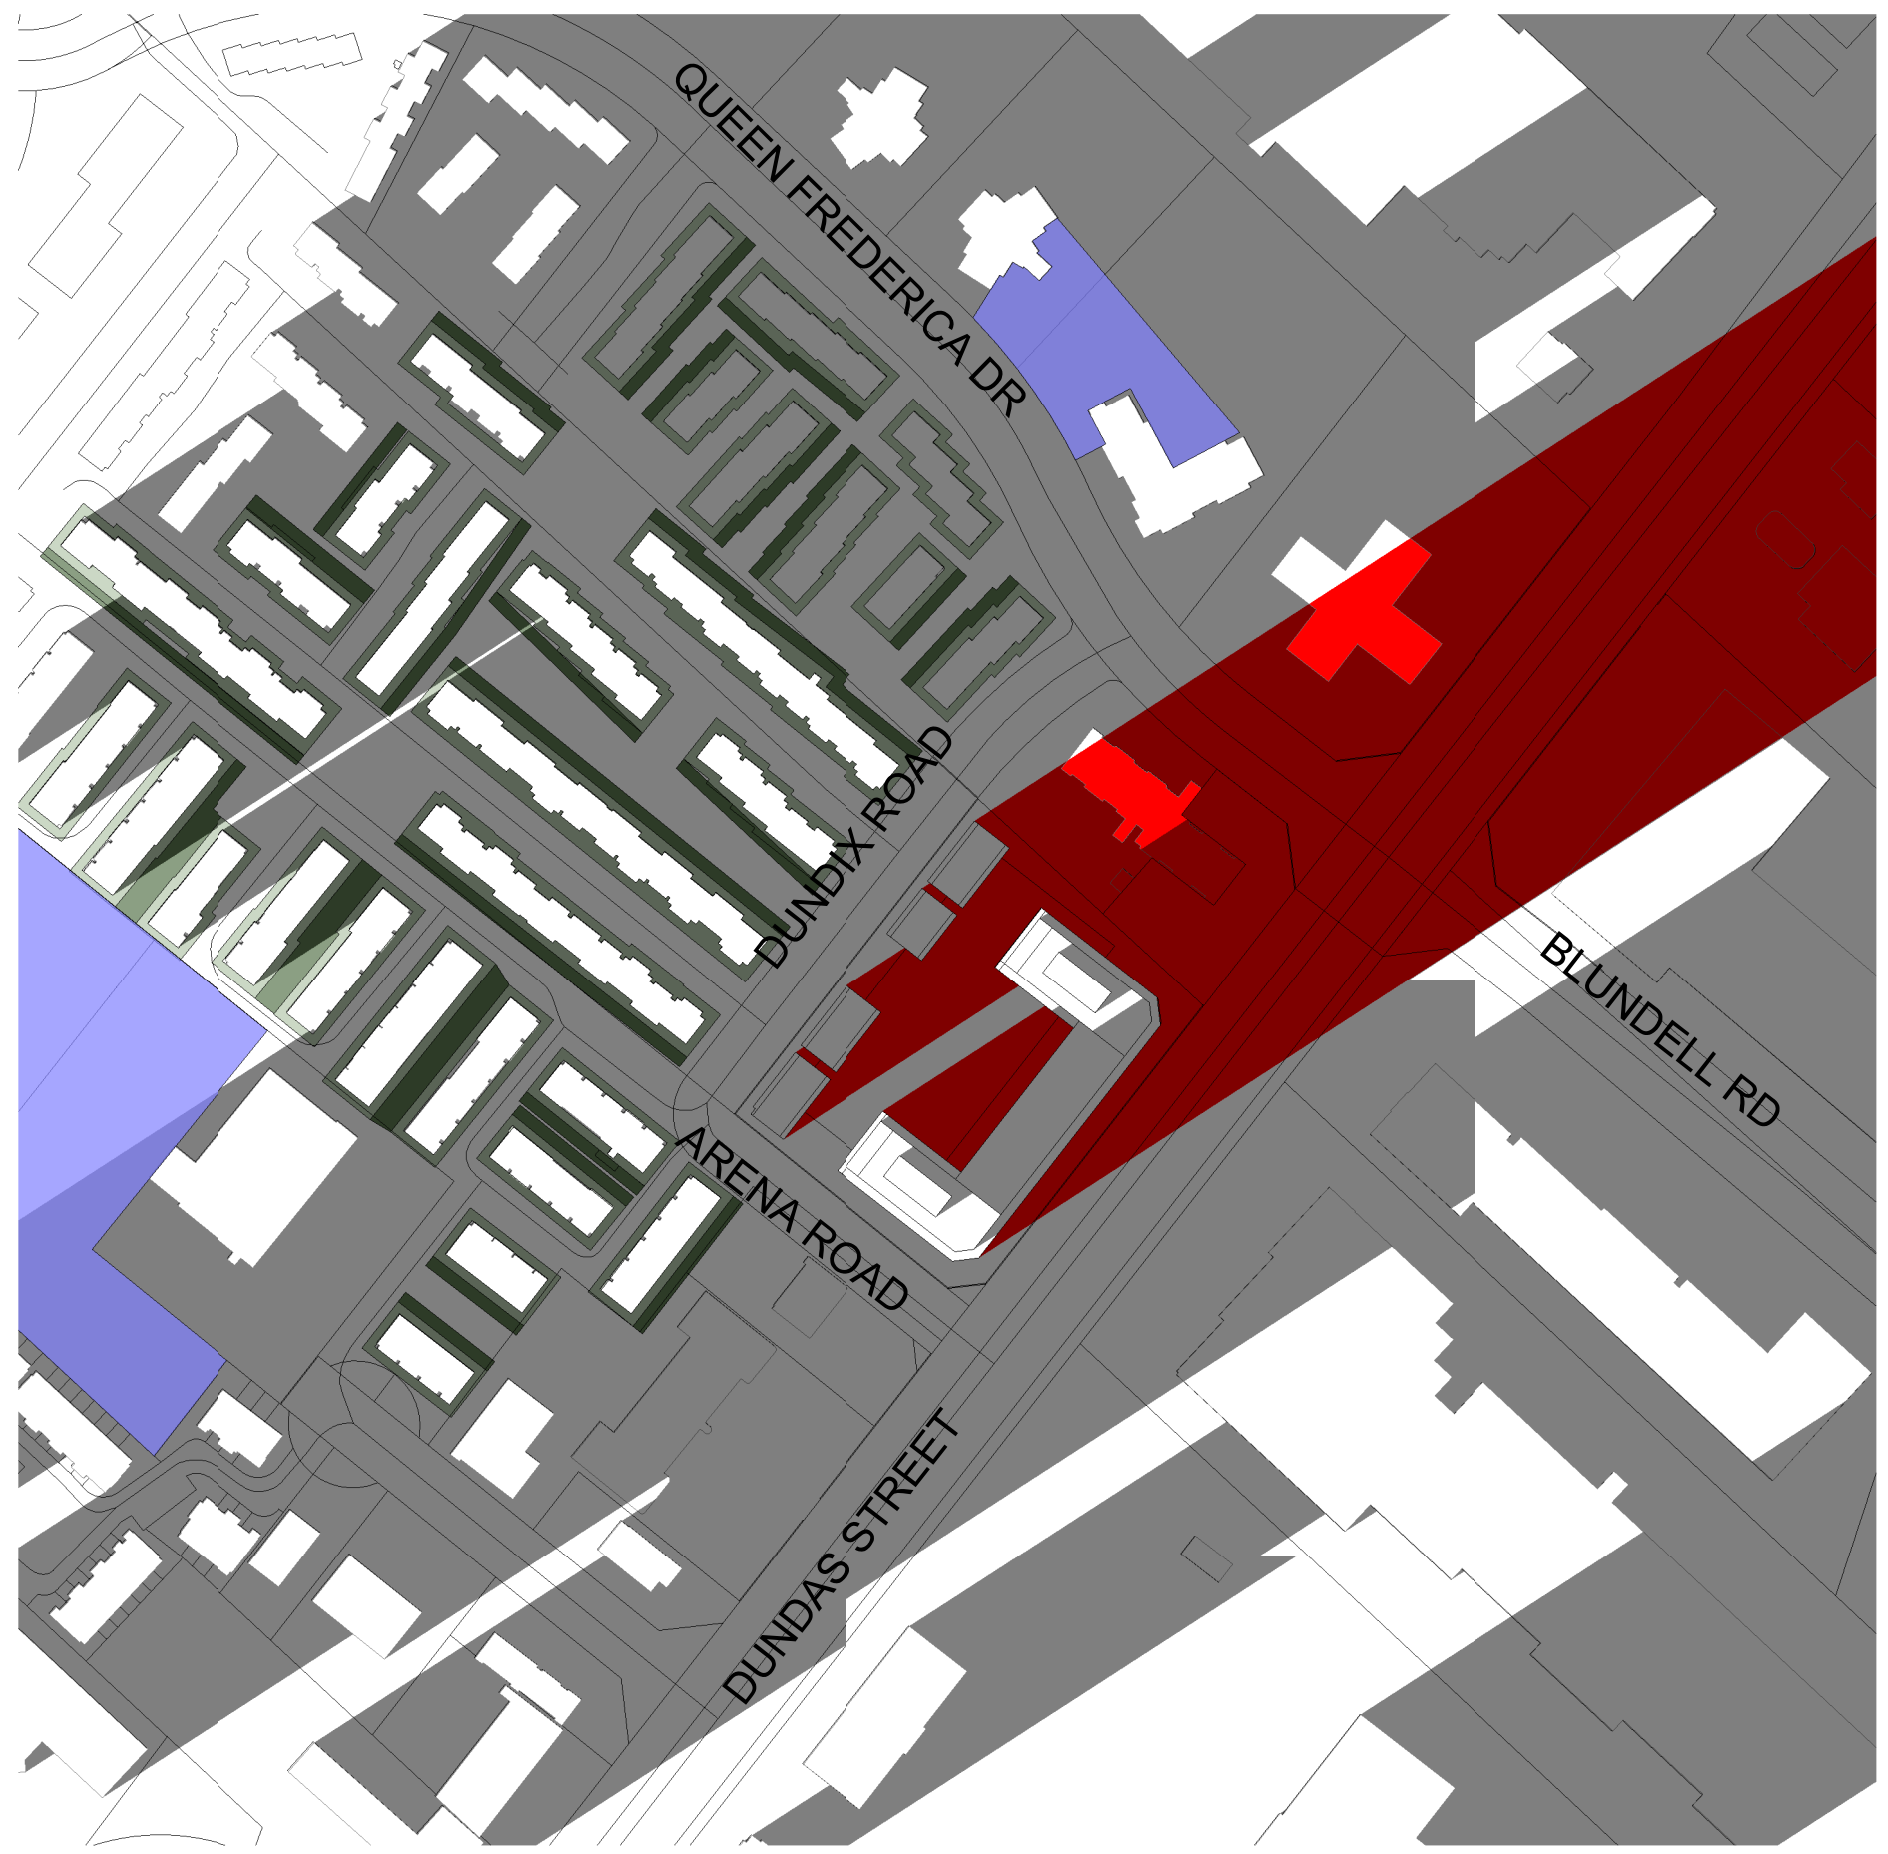 QUEEN FREDERICA DR
DUNDIX ROAD
BLUNDELL RD
ARENA ROAD
DUNDAS STREET